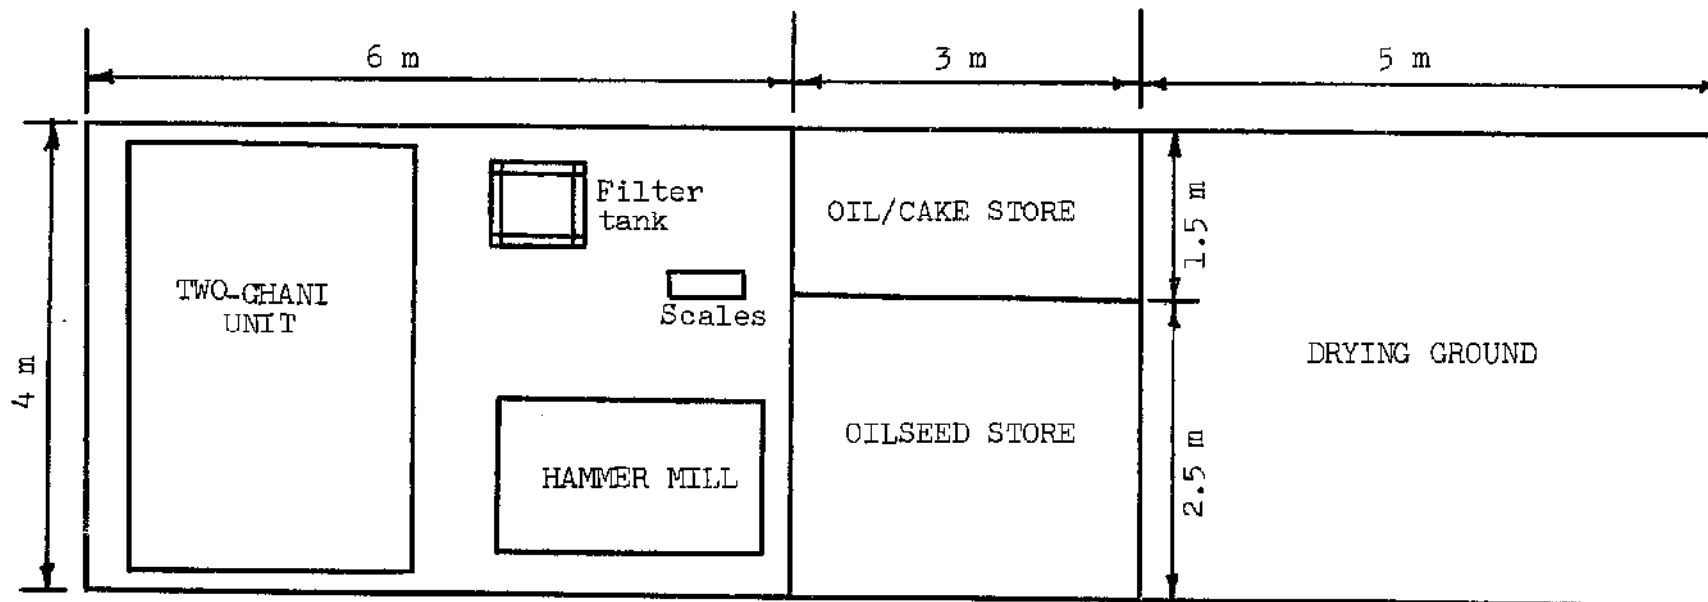 6 m
3 m
5 m
Filter
tank
OIL/CAKE STORE
1.5 m
TWO-GHANI
UNIT
Scales
4 m
DRYING GROUND
OILSEED STORE
2.5 m
HAMMER MILL